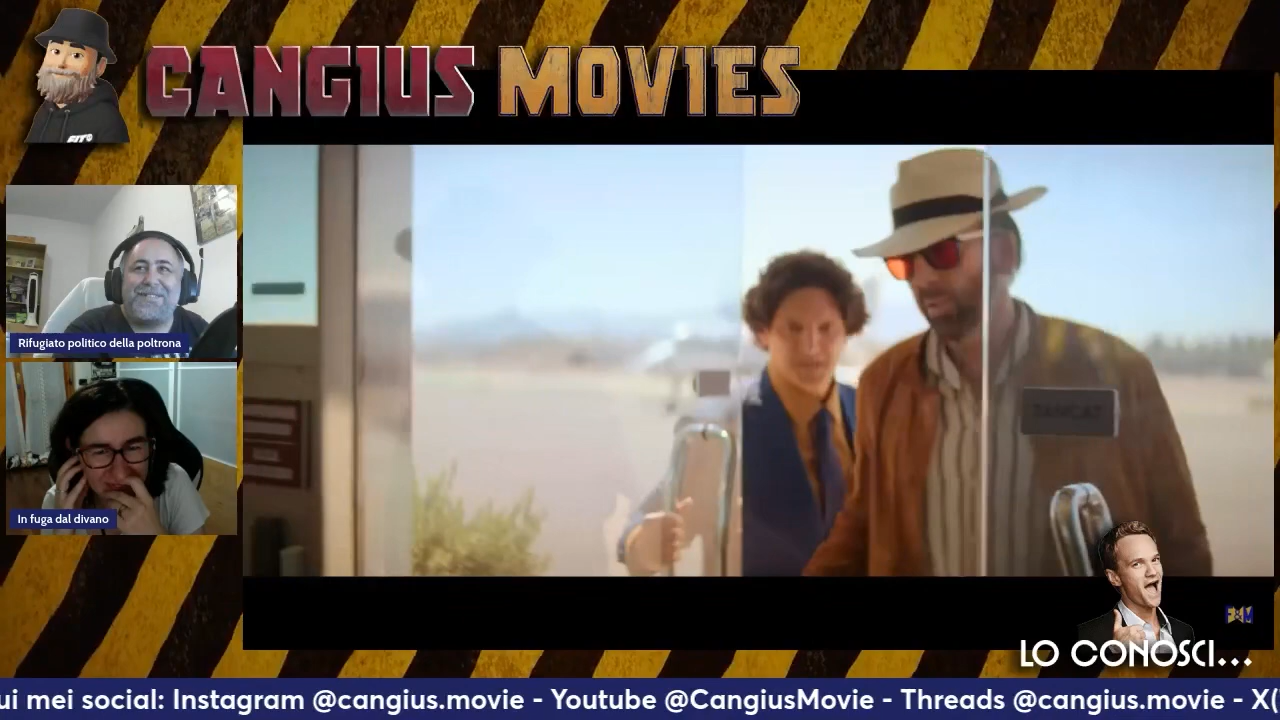 CANGIUS MOVIES
Rifugiato politico della poltrona
In fuga dal divano
F&M
LO CONOSCI...
ui mei social: Instagram @cangius.movie - Youtube @CangiusMovie - Threads @cangius.movie - X(